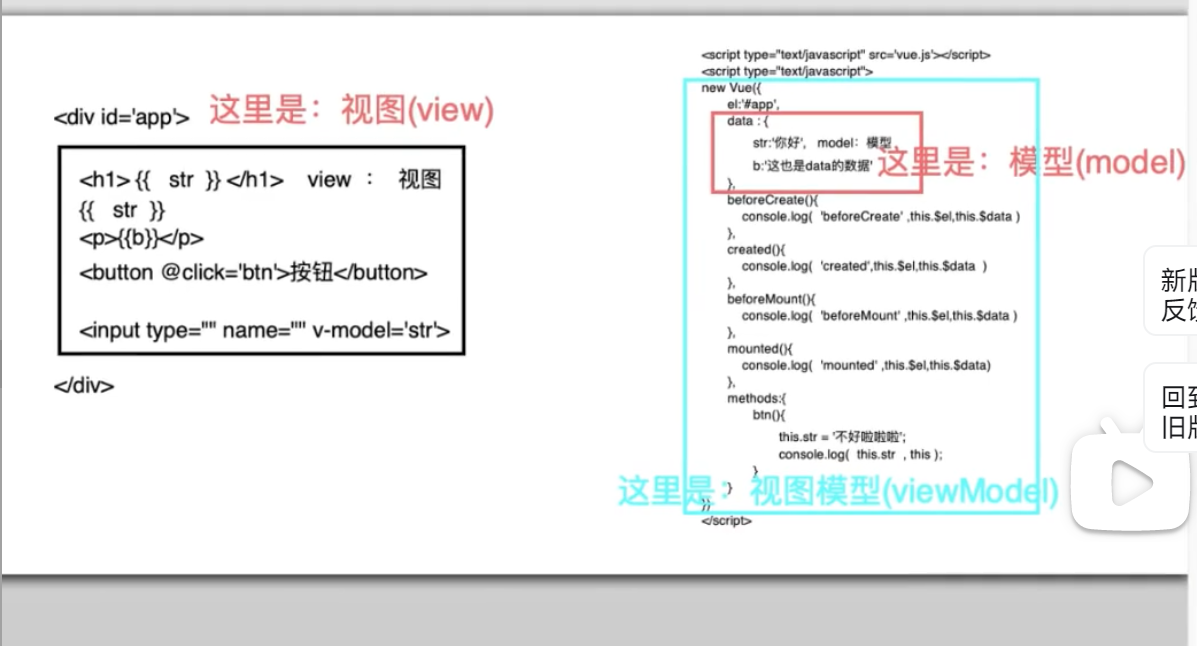 <div id='app'> 这里是：视图(view)
<h1>{{ str }}</h1> view ： 视图
{{ str }}
<p>{{b}}</p>
<button @click='btn'>按钮</button>
<input type="" name="" v-model='str'>
</div>
<script type="text/javascript" src='vue.js'></script>
<script type="text/javascript">
new Vue({
el:'#app',
data : {
str:'你好', model：模型
b:'这也是data的数据'
这里是：模型(model)
},
beforeCreate(){
console.log( 'beforeCreate' ,this.$el,this.$data )
},
created(){
console.log( 'created',this.$el,this.$data )
},
beforeMount(){
console.log( 'beforeMount' ,this.$el,this.$data )
},
mounted(){
console.log( 'mounted' ,this.$el,this.$data)
},
methods:{
btn(){
this.str = '不好啦啦啦';
console.log( this.str , this );
}
}
这里是：视图模型(viewModel)
})
</script>
新版
反馈
回到
旧版